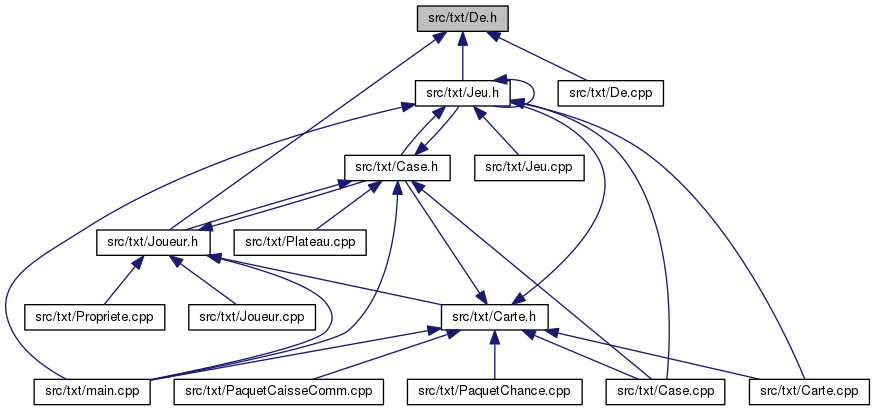 src/txt/De.h
src/txt/Jeu.h
src/txt/De.cpp
src/txt/Case.h
src/txt/Jeu.cpp
src/txt/Joueur.h
src/txt/Plateau.cpp
src/txt/Propriete.cpp
src/txt/Joueur.cpp
src/txt/Carte.h
src/txt/main.cpp
src/txt/PaquetCaisseComm.cpp
src/txt/PaquetChance.cpp
src/txt/Case.cpp
src/txt/Carte.cpp